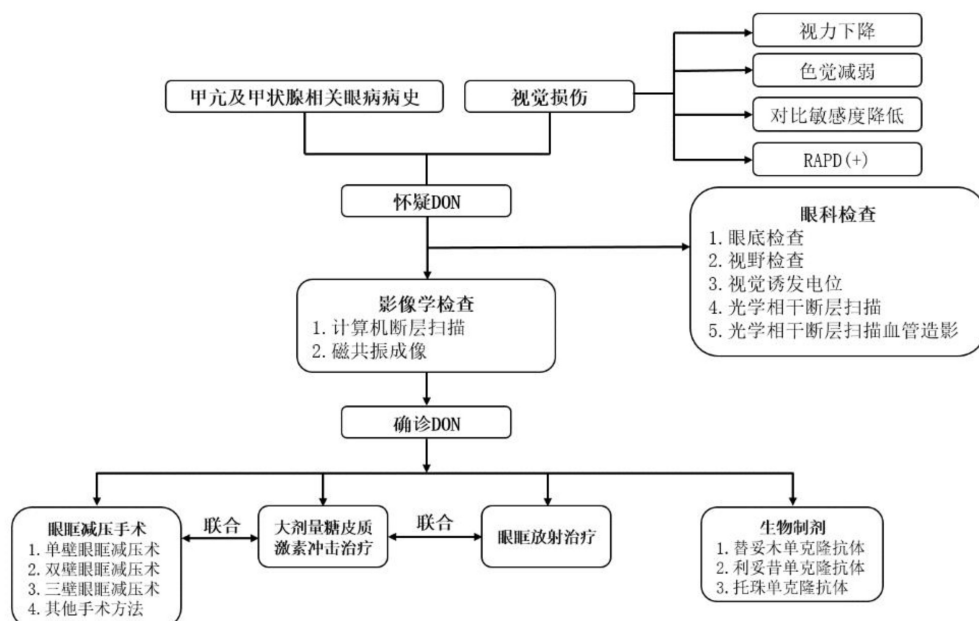 视力下降
色觉减弱
甲亢及甲状腺相关眼病病史
视觉损伤
对比敏感度降低
RAPD(+)
怀疑DON
眼科检查
1. 眼底检查
2. 视野检查
3. 视觉诱发电位
4. 光学相干断层扫描
5. 光学相干断层扫描血管造影
影像学检查
1. 计算机断层扫描
2. 磁共振成像
确诊DON
眼眶减压手术
1. 单壁眼眶减压术
2. 双壁眼眶减压术
3. 三壁眼眶减压术
4. 其他手术方法
联合
大剂量糖皮质
激素冲击治疗
联合
眼眶放射治疗
生物制剂
1. 替妥木单克隆抗体
2. 利妥昔单克隆抗体
3. 托珠单克隆抗体